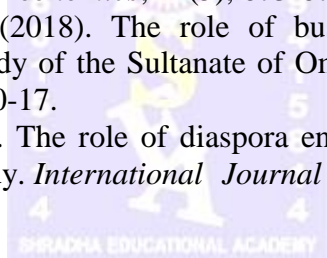 (2018). The role of bu
dy of the Sultanate of On
0-17.
. The role of diaspora en
y. International Journal
SHRADHA EDUCATIONAL ACADEMY